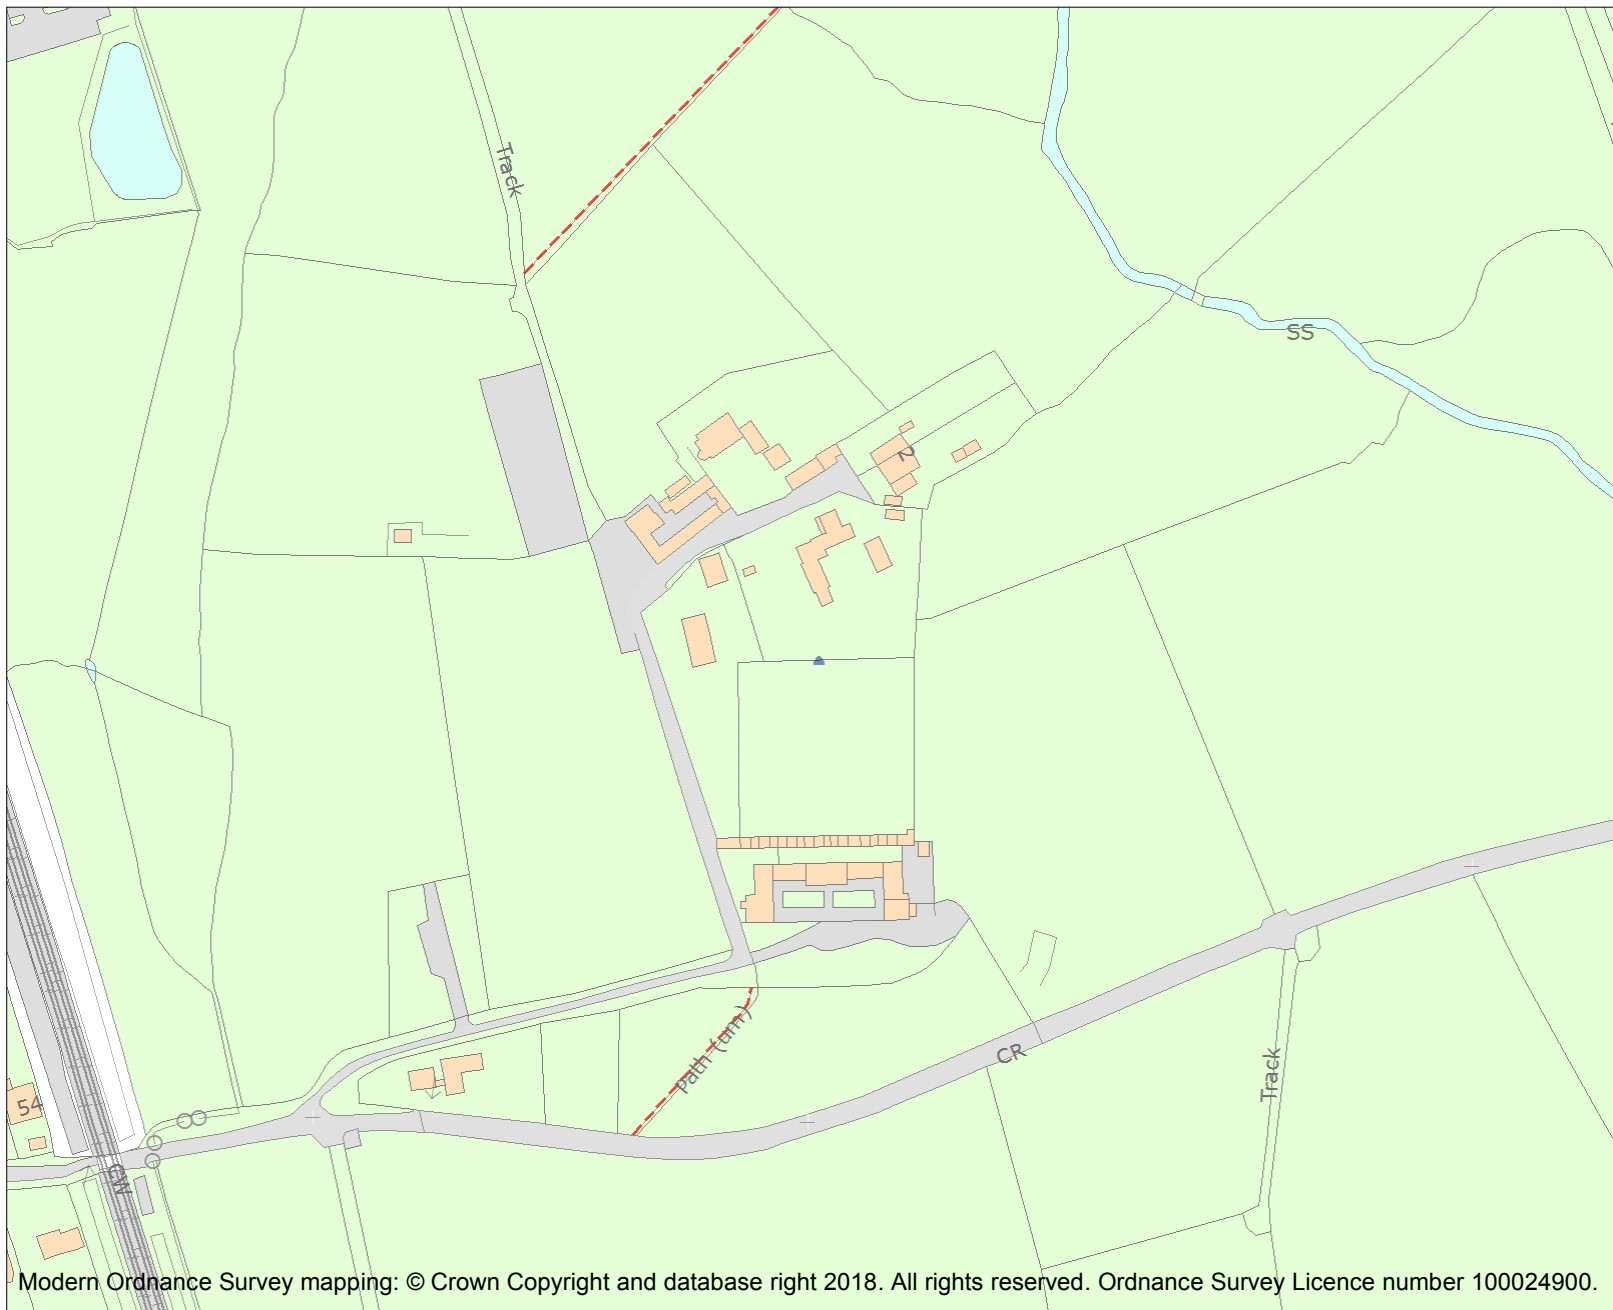 Track
SS
2
Path (um)
CR
Track
54
CW
Modern Ordnance Survey mapping: © Crown Copyright and database right 2018. All rights reserved. Ordnance Survey Licence number 100024900.